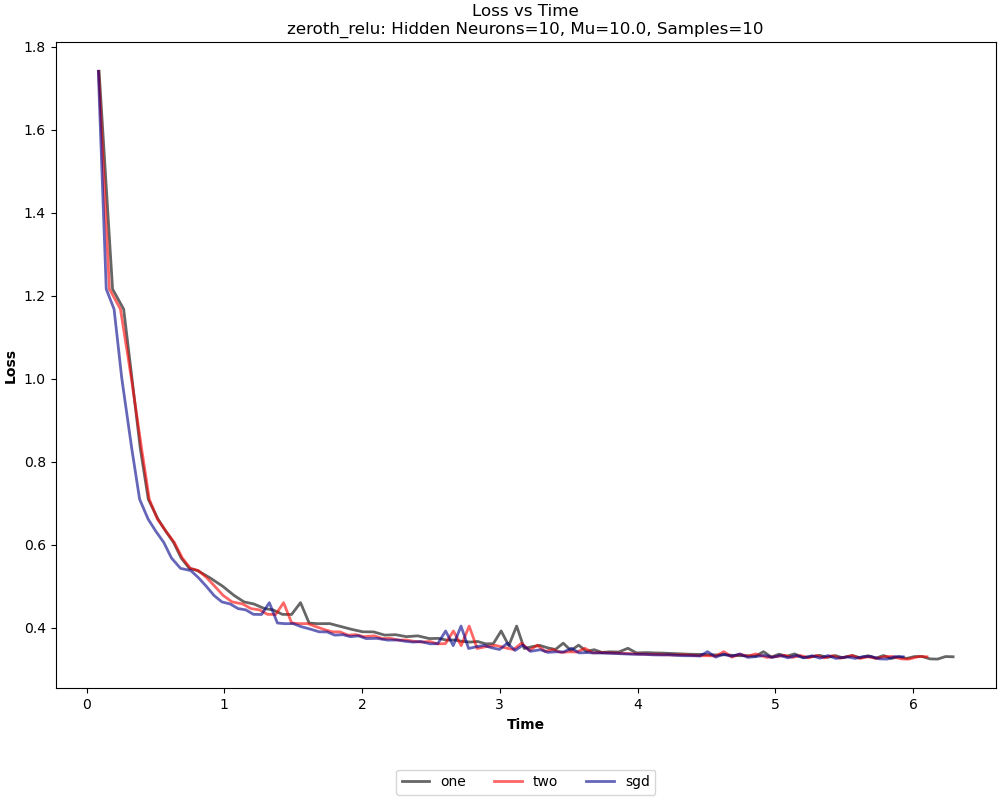 Loss vs Time
zeroth_relu: Hidden Neurons=10, Mu=10.0, Samples=10
1.8
1.6
1.4
1.2
1.0
0.8
0.6
0.4
Loss
0 1 2 3 4 5 6
Time
one two sgd